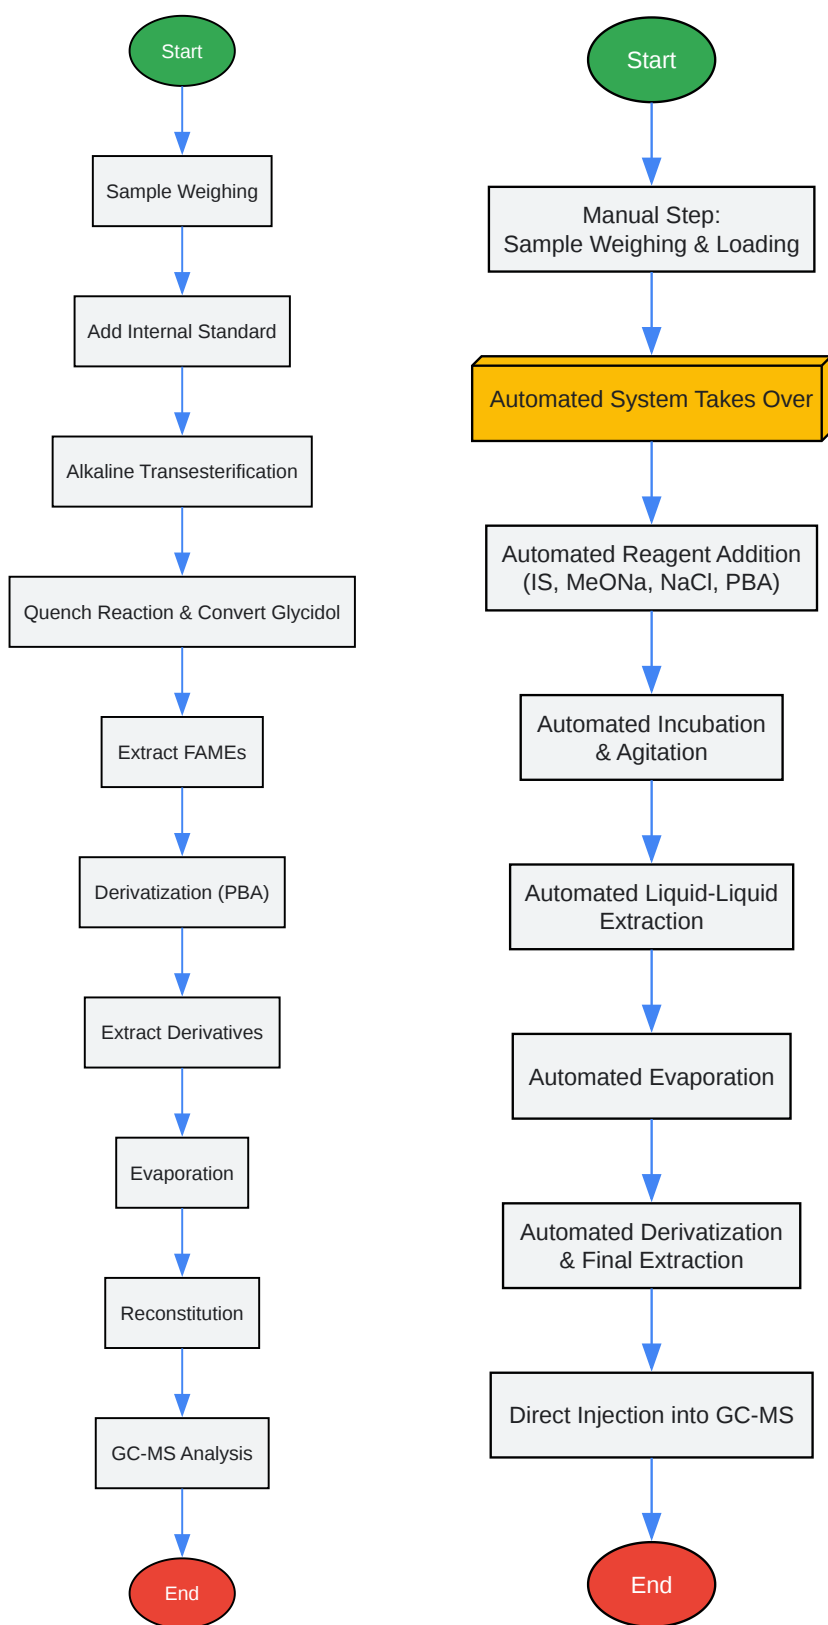 Start
Sample Weighing
Add Internal Standard
Alkaline Transesterification
Quench Reaction & Convert Glycidol
Extract FAMEs
Derivatization (PBA)
Extract Derivatives
Evaporation
Reconstitution
GC-MS Analysis
End
Start
Manual Step:
Sample Weighing & Loading
Automated System Takes Over
Automated Reagent Addition
(IS, MeONa, NaCl, PBA)
Automated Incubation
& Agitation
Automated Liquid-Liquid
Extraction
Automated Evaporation
Automated Derivatization
& Final Extraction
Direct Injection into GC-MS
End